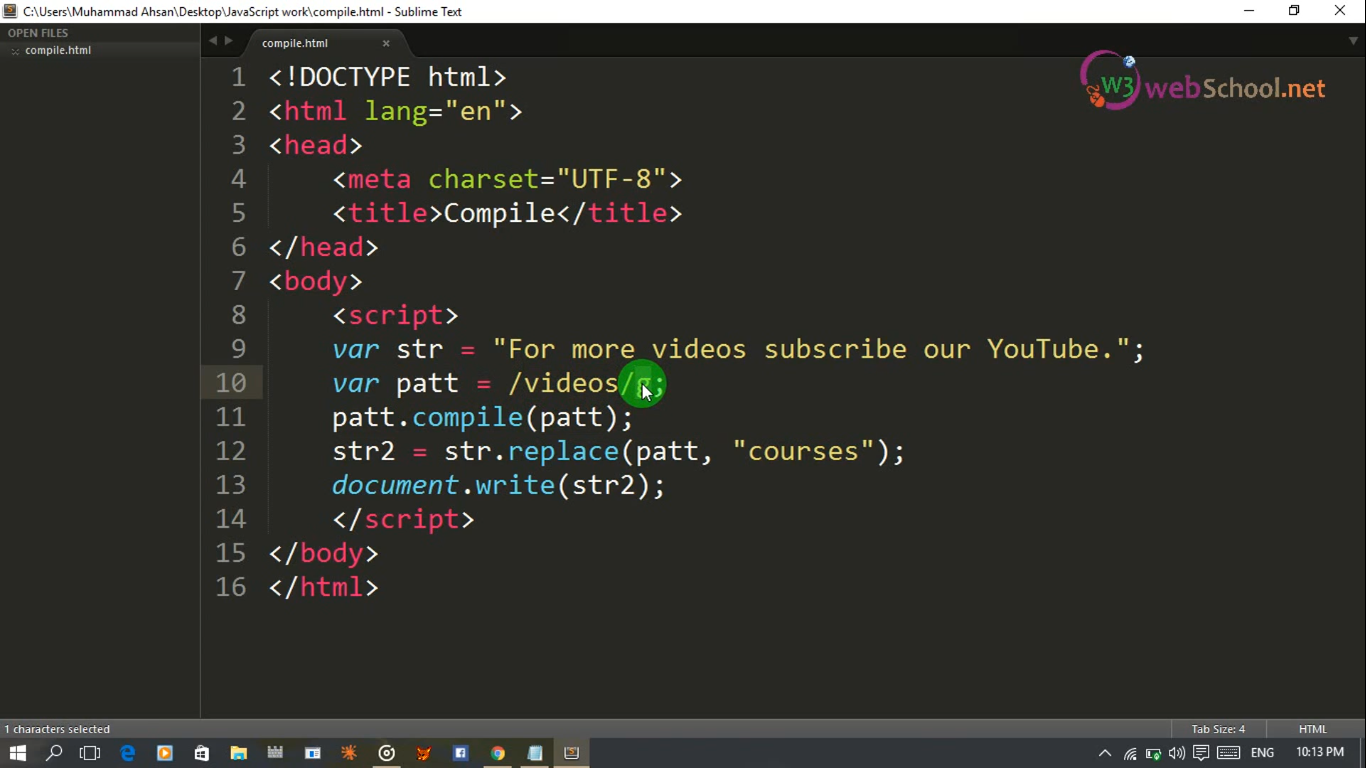 C:\Users\Muhammad Ahsan\Desktop\JavaScript work\compile.html - Sublime Text
OPEN FILES
compile.html
compile.html
W3 webSchool.net
1 <!DOCTYPE html>
2 <html lang="en">
3 <head>
4 <meta charset="UTF-8">
5 <title>Compile</title>
6 </head>
7 <body>
8 <script>
9 var str = "For more videos subscribe our YouTube.";
10 var patt = /videos/g;
11 patt.compile(patt);
12 str2 = str.replace(patt, "courses");
13 document.write(str2);
14 </script>
15 </body>
16 </html>
1 characters selected
Tab Size: 4
HTML
ENG
10:13 PM